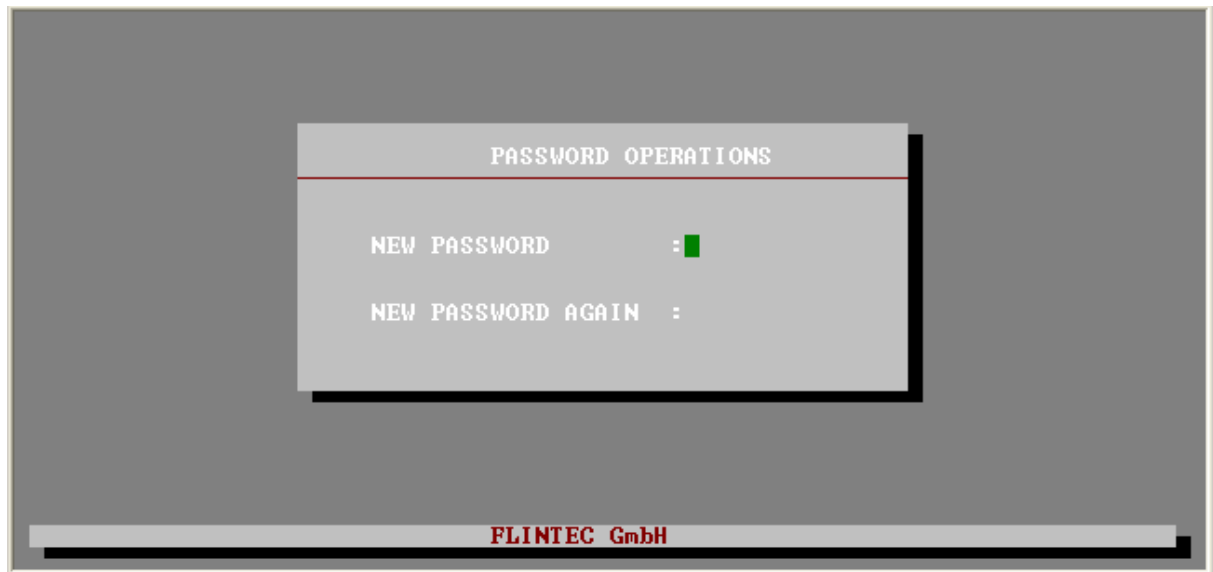 PASSWORD OPERATIONS
NEW PASSWORD :
NEW PASSWORD AGAIN :
FLINTEC GmbH